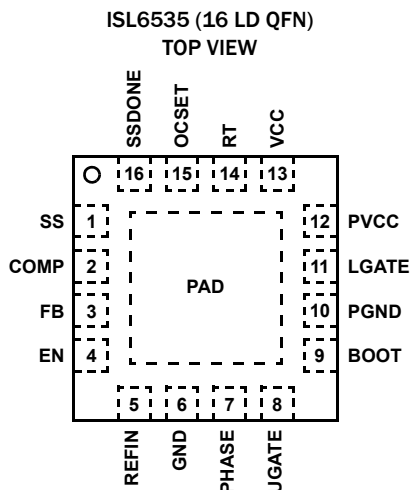 ISL6535 (16 LD QFN)
TOP VIEW
SSDONE
OCSET
RT
VCC
16
15
14
13
SS
1
12
PVCC
COMP
2
11
LGATE
PAD
FB
3
10
PGND
EN
4
9
BOOT
5
6
7
8
REFIN
GND
PHASE
UGATE